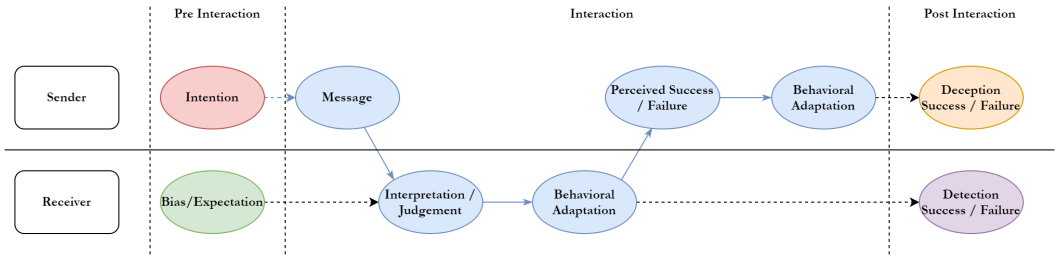 Pre Interaction
Interaction
Post Interaction
Sender
Intention
Message
Perceived Success
/ Failure
Behavioral
Adaptation
Deception
Success / Failure
Receiver
Bias/Expectation
Interpretation /
Judgement
Behavioral
Adaptation
Detection
Success / Failure